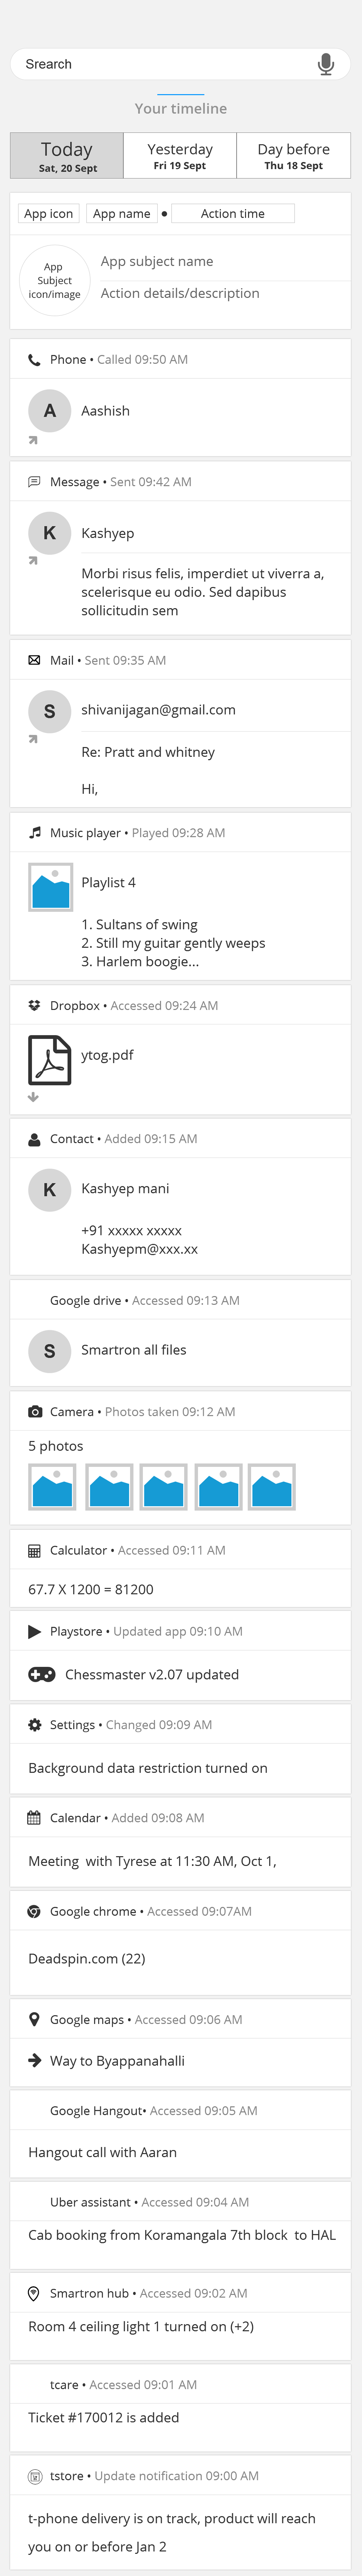 Srearch
Your timeline
Today
Sat, 20 Sept
Yesterday
Fri 19 Sept
Day before
Thu 18 Sept
App icon App name • Action time
App
Subject
icon/image
App subject name
Action details/description
Phone • Called 09:50 AM
A
Aashish
Message • Sent 09:42 AM
K
Kashyep
Morbi risus felis, imperdiet ut viverra a,
scelerisque eu odio. Sed dapibus
sollicitudin sem
Mail • Sent 09:35 AM
S
shivanijagan@gmail.com
Re: Pratt and whitney
Hi,
Music player • Played 09:28 AM
Playlist 4
1. Sultans of swing
2. Still my guitar gently weeps
3. Harlem boogie...
Dropbox • Accessed 09:24 AM
ytog.pdf
Contact • Added 09:15 AM
K
Kashyep mani
+91 xxxxx xxxxx
Kashyepm@xxx.xx
Google drive • Accessed 09:13 AM
S
Smartron all files
Camera • Photos taken 09:12 AM
5 photos
Calculator • Accessed 09:11 AM
67.7 X 1200 = 81200
Playstore • Updated app 09:10 AM
Chessmaster v2.07 updated
Settings • Changed 09:09 AM
Background data restriction turned on
Calendar • Added 09:08 AM
Meeting with Tyrese at 11:30 AM, Oct 1,
Google chrome • Accessed 09:07AM
Deadspin.com (22)
Google maps • Accessed 09:06 AM
Way to Byappanahalli
Google Hangout• Accessed 09:05 AM
Hangout call with Aaran
Uber assistant • Accessed 09:04 AM
Cab booking from Koramangala 7th block to HAL
Smartron hub • Accessed 09:02 AM
Room 4 ceiling light 1 turned on (+2)
tcare • Accessed 09:01 AM
Ticket #170012 is added
tstore • Update notification 09:00 AM
t-phone delivery is on track, product will reach
you on or before Jan 2